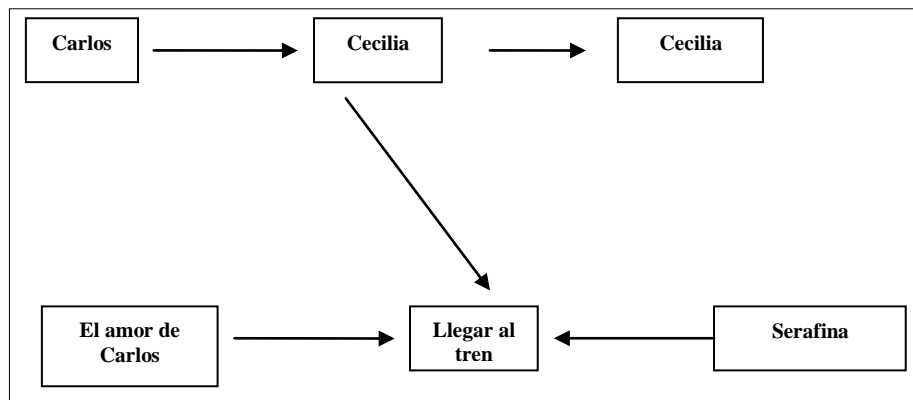 Carlos
Cecilia
Cecilia
El amor de
Carlos
Llegar al
tren
Serafina